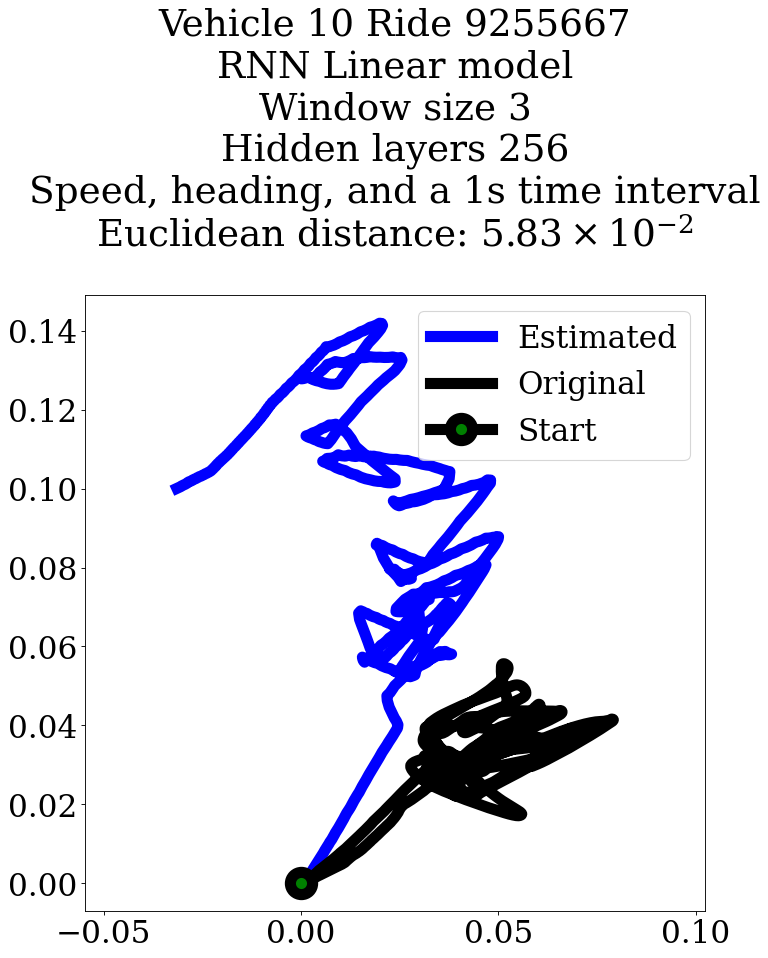 Vehicle 10 Ride 9255667
RNN Linear model
Window size 3
Hidden layers 256
Speed, heading, and a 1s time interval
Euclidean distance: 5.83 × 10⁻²
Estimated
Original
Start
0.14
0.12
0.10
0.08
0.06
0.04
0.02
0.00
−0.05
0.00
0.05
0.10